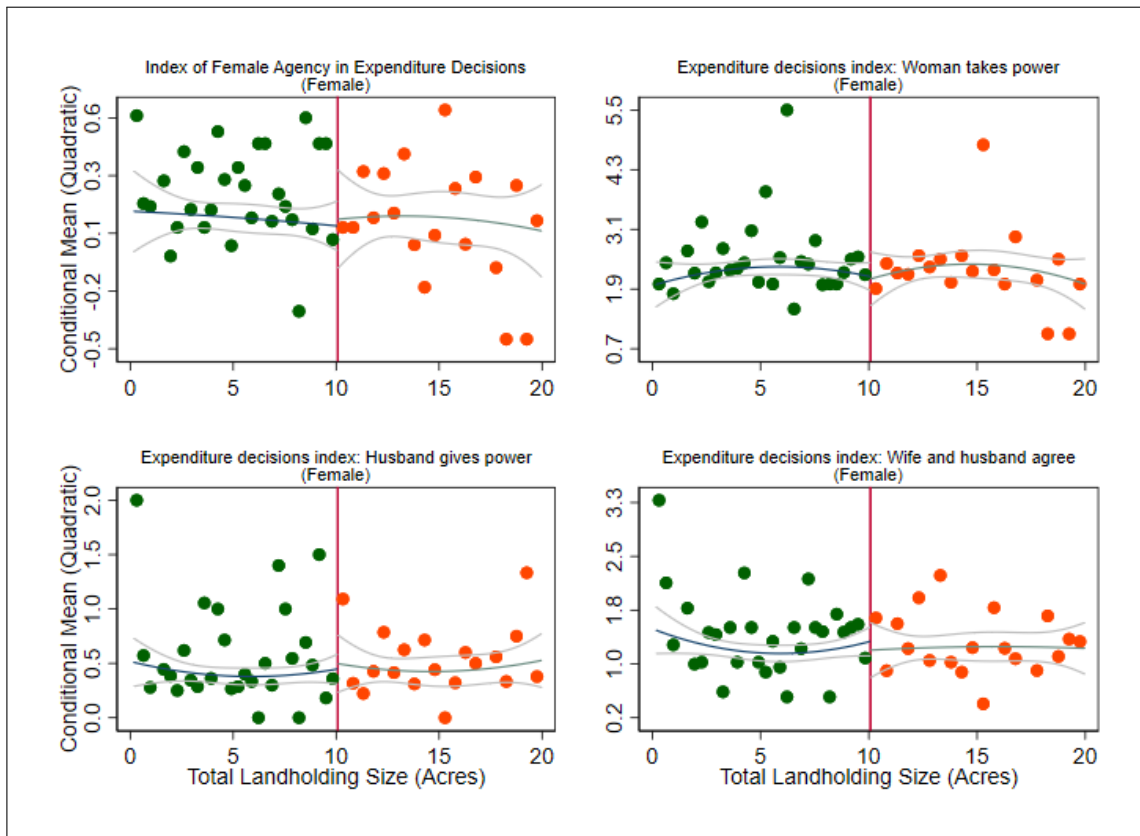 Index of Female Agency in Expenditure Decisions
(Female)
Conditional Mean (Quadratic)
0.6
0.3
0.1
-0.2
-0.5
0 5 10 15 20
Expenditure decisions index: Woman takes power
(Female)
5.5
4.3
3.1
1.9
0.7
0 5 10 15 20
Expenditure decisions index: Husband gives power
(Female)
Conditional Mean (Quadratic)
2.0
1.5
1.0
0.5
0.0
0 5 10 15 20
Total Landholding Size (Acres)
Expenditure decisions index: Wife and husband agree
(Female)
3.3
2.5
1.8
1.0
0.2
0 5 10 15 20
Total Landholding Size (Acres)